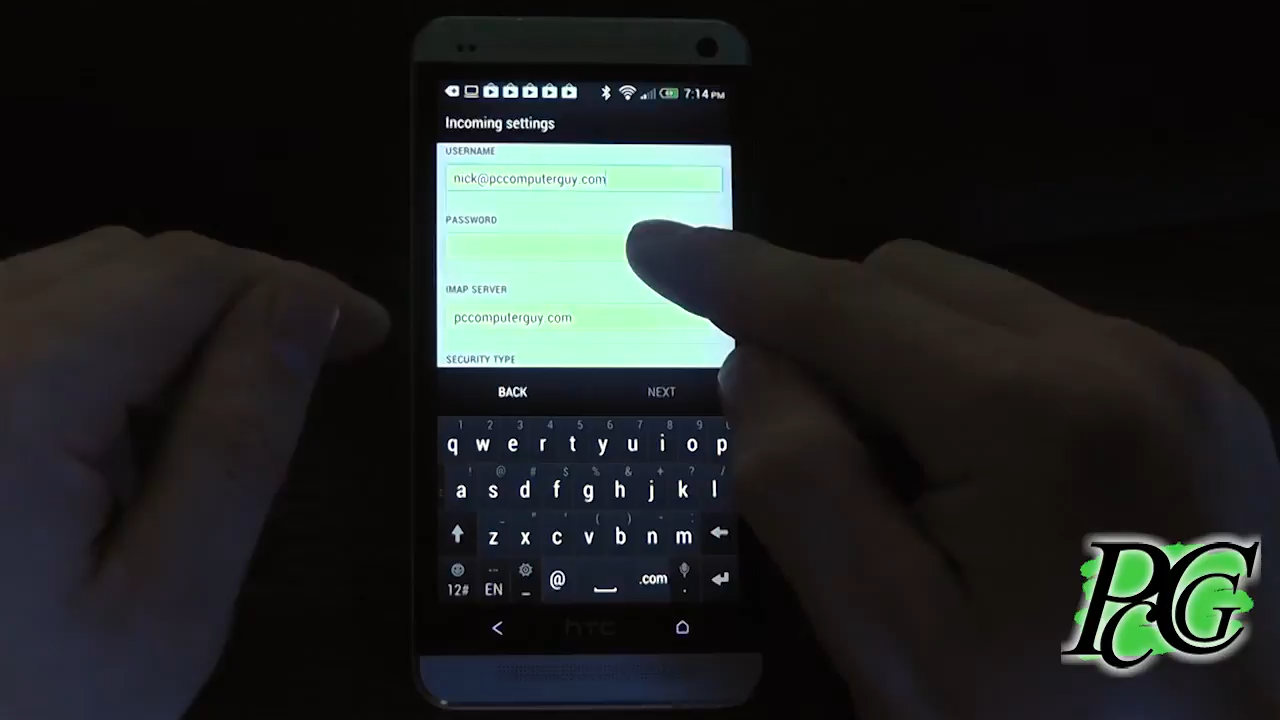 7:14 PM
Incoming settings
USERNAME
nick@pccomputerguy.com
PASSWORD
IMAP SERVER
pccomputerguy.com
SECURITY TYPE
BACK NEXT
1 2 3 4 5 6 7 8 9
q w e r t y u i o p
! @ # $ % & + ? /
a s d f g h j k l
_ " ' ( ) - :
z x c v b n m
12# EN _ @ .com .
htc
PCG